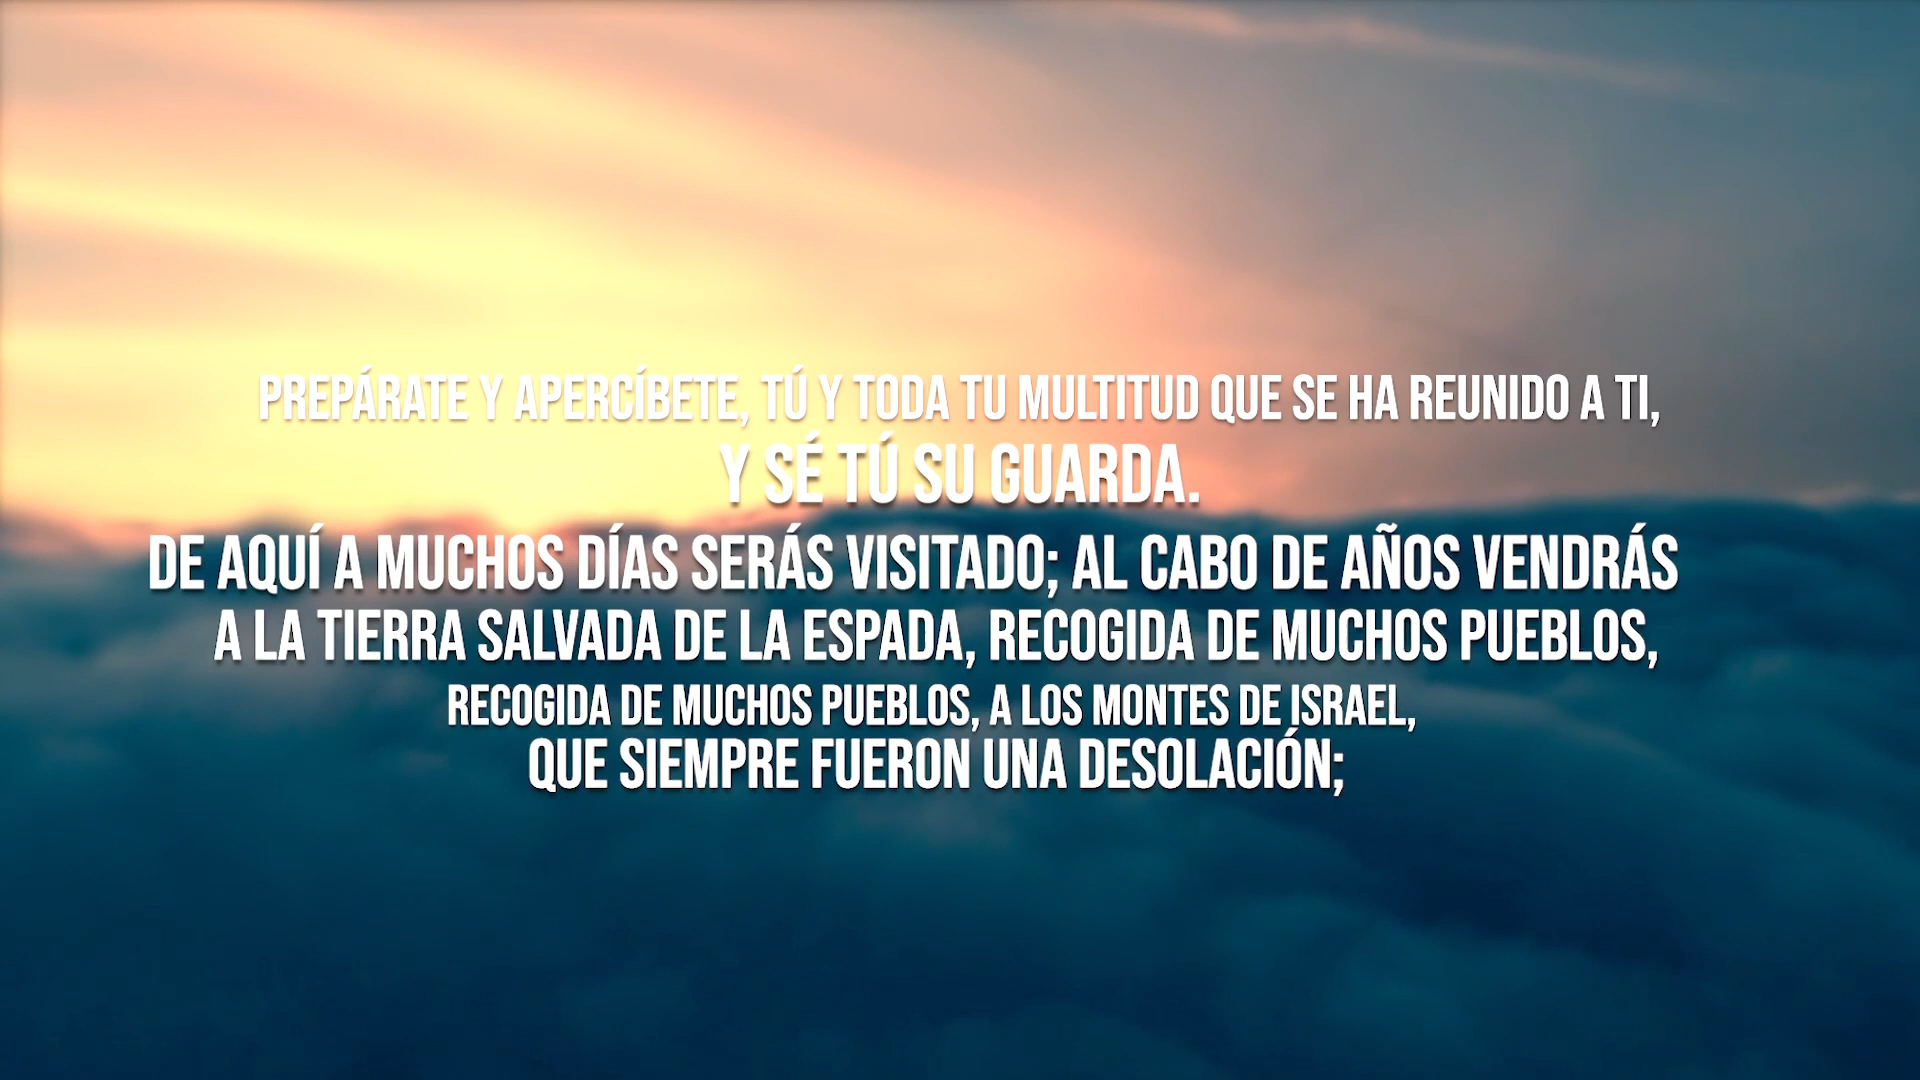 PREPÁRATE Y APERCÍBETE, TÚ Y TODA TU MULTITUD QUE SE HA REUNIDO A TI,
Y SÉ TÚ SU GUARDA.
DE AQUÍ A MUCHOS DÍAS SERÁS VISITADO; AL CABO DE AÑOS VENDRÁS
A LA TIERRA SALVADA DE LA ESPADA, RECOGIDA DE MUCHOS PUEBLOS,
RECOGIDA DE MUCHOS PUEBLOS, A LOS MONTES DE ISRAEL,
QUE SIEMPRE FUERON UNA DESOLACIÓN;